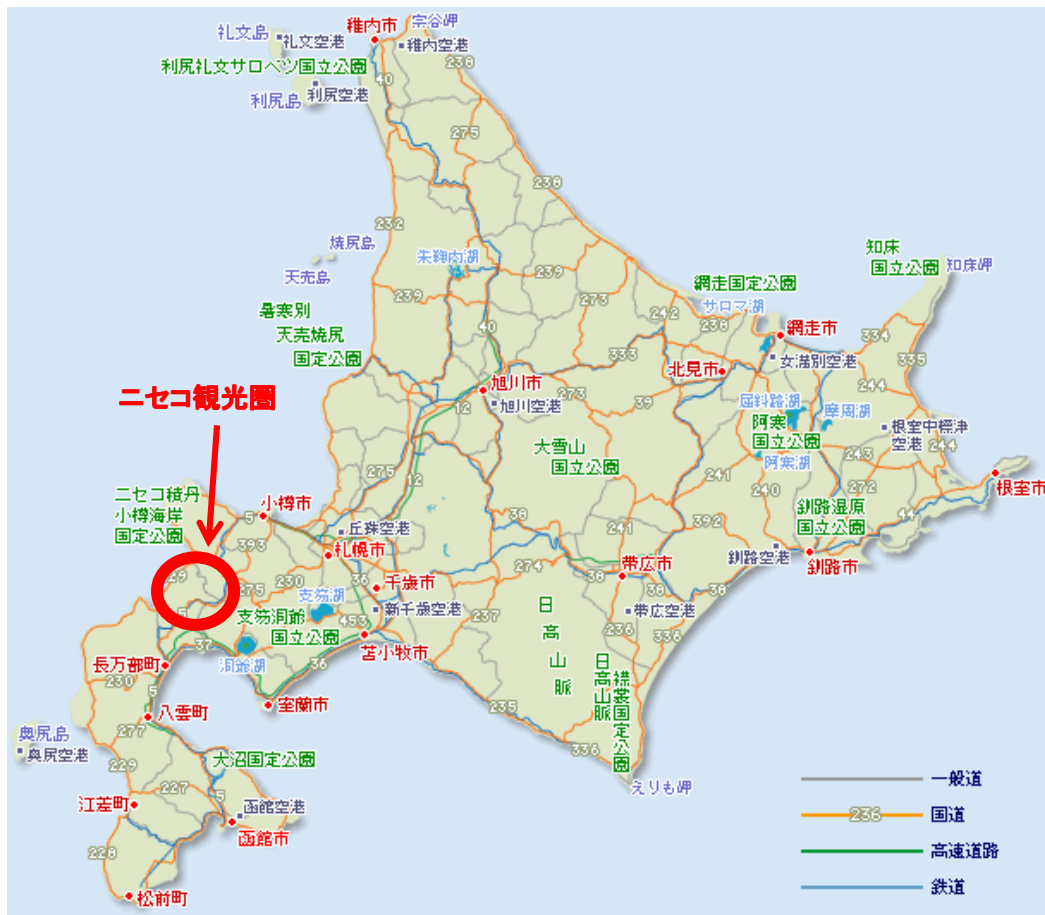 礼文島
礼文空港
稚内市
宗谷岬
稚内空港
利尻礼文サロベツ国立公園
利尻島
利尻空港
238
40
275
238
232
焼尻島
天売島
朱鞠内湖
239
239
273
知床
国立公園
知床岬
網走国定公園
サロマ湖
暑寒別
天売焼尻
国定公園
40
242
238
網走市
334
333
女満別空港
335
北見市
ニセコ観光圏
旭川市
旭川空港
12
273
39
244
屈斜路湖
摩周湖
阿寒
国立公園
根室中標津
空港
244
大雪山
国立公園
阿寒湖
243
275
12
241
240
272
根室市
ニセコ積丹
小樽海岸
国定公園
小樽市
5
丘珠空港
38
392
釧路湿原
国立公園
44
393
札幌市
241
釧路空港
釧路市
29
275
230
36
千歳市
274
38
帯広市
38
38
支笏湖
新千歳空港
237
帯広空港
5
支笏洞爺
国立公園
453
日高山脈
236
336
37
洞爺湖
36
苫小牧市
日高山脈
襟裳国定公園
長万部町
230
5
室蘭市
235
八雲町
奥尻島
奥尻空港
277
336
大沼国定公園
229
えりも岬
227
5
江差町
函館空港
函館市
228
松前町
一般道
236
国道
高速道路
鉄道